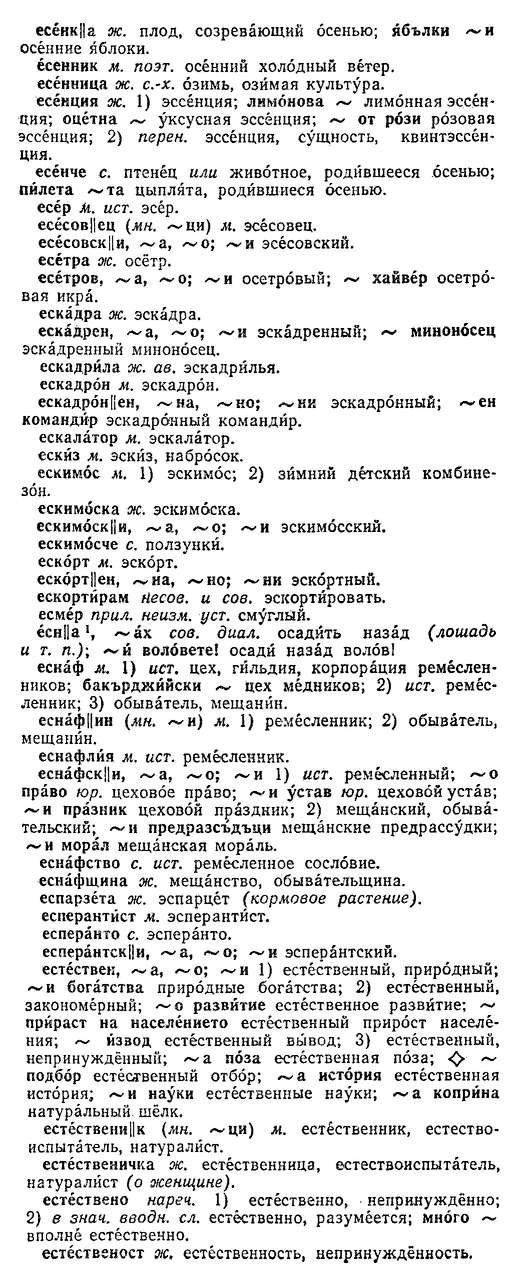 есе́нк||а ж. плод, созрева́ющий о́сенью; я́бълки ~и
осе́нние я́блоки.
е́сенник м. поэт. осе́нний холо́дный ве́тер.
есе́нница ж. с.-х. о́зимь, ози́мая культу́ра.
есе́нция ж. 1) эссе́нция; лимо́нова ~ лимо́нная эссе́н-
ция; оце́тна ~ у́ксусная эссе́нция; ~ от ро́зи ро́зовая
эссе́нция; 2) перен. эссе́нция, су́щность, квинтэссе́н-
ция.
есе́нче с. птене́ц или живо́тное, роди́вшееся о́сенью;
пи́лета ~та цыпля́та, роди́вшиеся о́сенью.
есе́р м. ист. эсе́р.
есе́сов||ец (мн. ~ци) м. эсе́совец.
есе́совск||и, ~а, ~о; ~и эсе́совский.
есе́тра ж. осётр.
есе́тров, ~а, ~о; ~и осетро́вый; ~ хайве́р осетро́-
вая икра́.
еска́дра ж. эска́дра.
еска́дрен, ~а, ~о; ~и эска́дренный; ~ миноно́сец
эска́дренный миноно́сец.
ескадри́ла ж. ав. эскадри́лья.
ескадро́н м. эскадро́н.
ескадро́н||ен, ~на, ~но; ~ни эскадро́нный; ~ен
команди́р эскадро́нный команди́р.
ескала́тор м. эскала́тор.
ески́з м. эски́з, набро́сок.
ескимо́с м. 1) эскимо́с; 2) зи́мний де́тский комбине-
зо́н.
ескимо́ска ж. эскимо́ска.
ескимо́ск||и, ~а, ~о; ~и эскимо́сский.
ескимо́сче с. ползунки́.
еско́рт м. эско́рт.
еско́рт||ен, ~на, ~но; ~ни эско́ртный.
ескорти́рам несов. и сов. эскорти́ровать.
есме́р прил. неизм. уст. сму́глый.
е́сн||а¹, ~ах сов. диал. осади́ть наза́д (лошадь
и т. п.); ~и́ воло́вете! осади́ наза́д воло́в!
есна́ф м. 1) ист. цех, ги́льдия, корпора́ция реме́слен-
ников; бакърджи́йски ~ цех ме́дников; 2) ист. реме́с-
ленник; 3) обыва́тель, мещани́н.
есна́ф||ин (мн. ~и) м. 1) реме́сленник; 2) обыва́тель,
мещани́н.
еснафли́я м. ист. реме́сленник.
есна́фск||и, ~а, ~о; ~и 1) ист. реме́сленный; ~о
пра́во юр. цехово́е пра́во; ~и у́став юр. цехово́й уста́в;
~и пра́зник цехово́й пра́здник; 2) меща́нский, обыва́-
тельский; ~и предразсъ́дъци меща́нские предрассу́дки;
~и мора́л меща́нская мора́ль.
есна́фство с. ист. реме́сленное сосло́вие.
есна́фщина ж. меща́нство, обыва́тельщина.
еспарзе́та ж. эспарце́т (кормовое растение).
есперанти́ст м. эсперанти́ст.
еспера́нто с. эспера́нто.
еспера́нтск||и, ~а, ~о; ~и эспера́нтский.
есте́ствен, ~а, ~о; ~и 1) есте́ственный, приро́дный;
~и бога́тства приро́дные бога́тства; 2) есте́ственный,
закономе́рный; ~о разви́тие есте́ственное разви́тие; ~
при́раст на населе́нието есте́ственный приро́ст населе́-
ния; ~ и́звод есте́ственный вы́вод; 3) есте́ственный,
непринуждённый; ~а по́за есте́ственная по́за; ◇ ~
подбо́р есте́ственный отбо́р; ~а исто́рия есте́ственная
исто́рия; ~и нау́ки есте́ственные нау́ки; ~а копри́на
натура́льный шёлк.
есте́ствени||к (мн. ~ци) м. есте́ственник, естество-
испыта́тель, натурали́ст.
есте́ственичка ж. есте́ственница, естествоиспыта́тель,
натурали́ст (о женщине).
есте́ствено нареч. 1) есте́ственно, непринуждённо;
2) в знач. вводн. сл. есте́ственно, разуме́ется; мно́го ~
вполне́ есте́ственно.
есте́ственост ж. есте́ственность, непринуждённость.